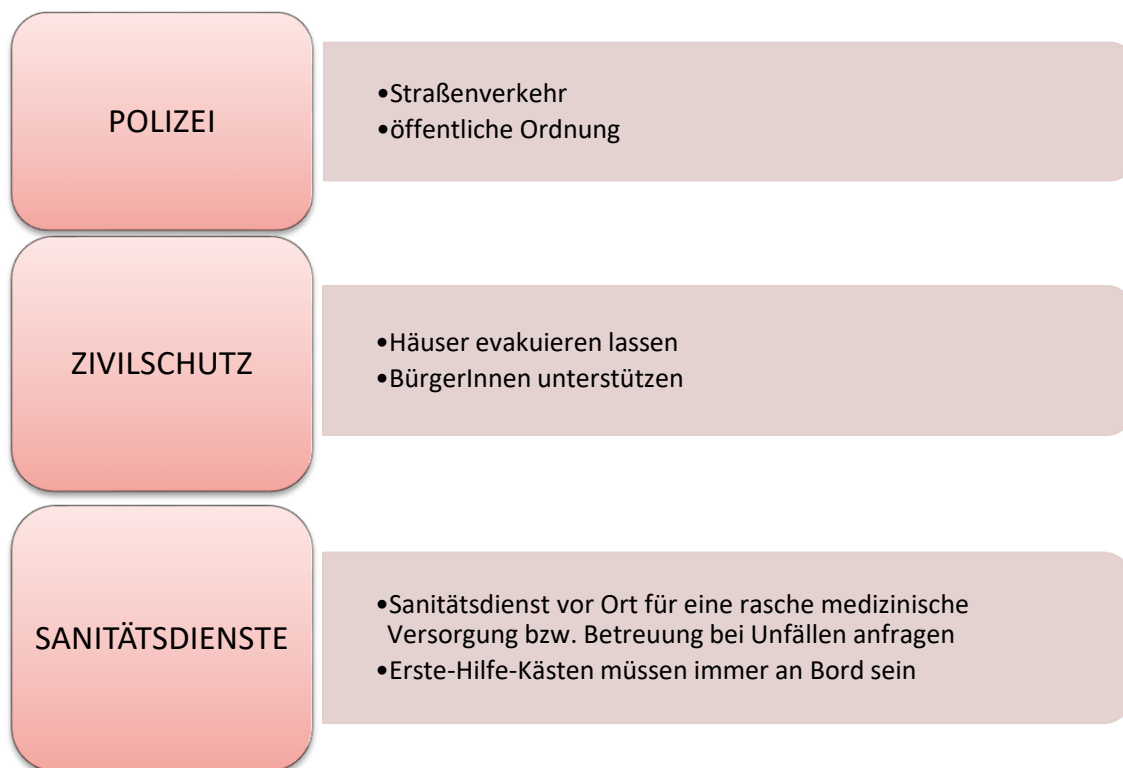 POLIZEI
•Straßenverkehr
•öffentliche Ordnung
ZIVILSCHUTZ
•Häuser evakuieren lassen
•BürgerInnen unterstützen
SANITÄTSDIENSTE
•Sanitätsdienst vor Ort für eine rasche medizinische
Versorgung bzw. Betreuung bei Unfällen anfragen
•Erste-Hilfe-Kästen müssen immer an Bord sein